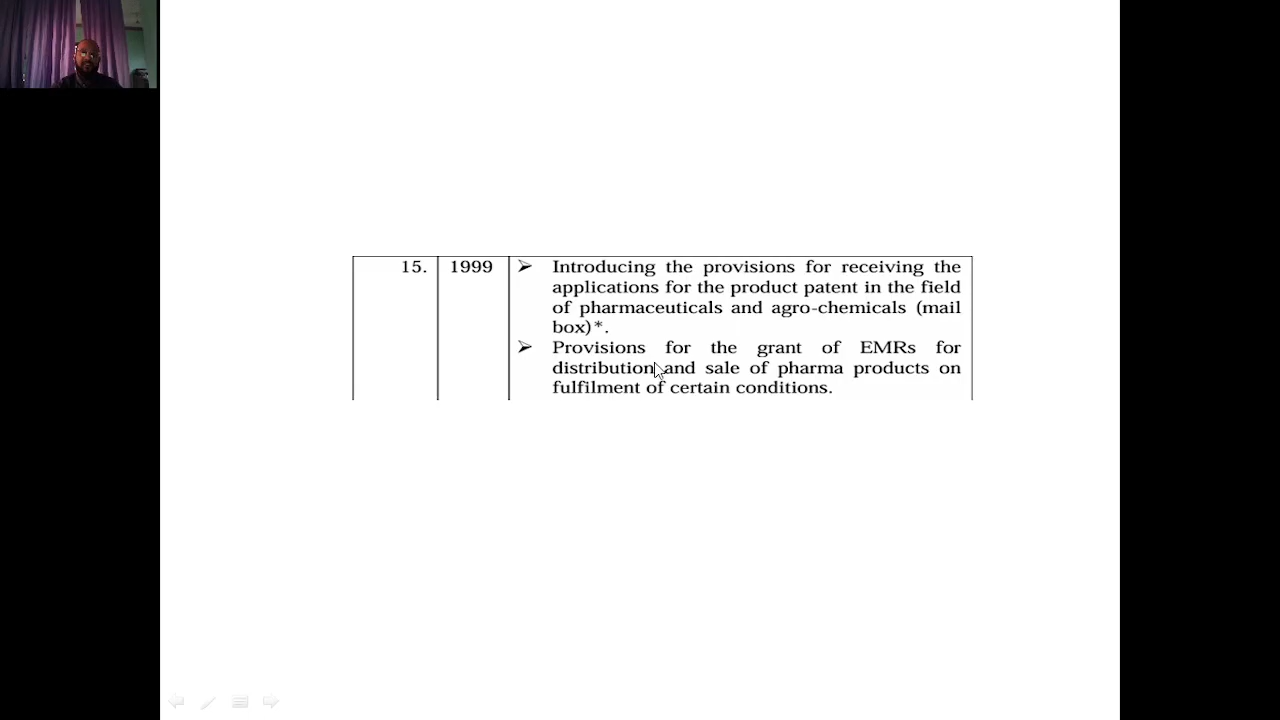 15. 1999 ➢ Introducing the provisions for receiving the
applications for the product patent in the field
of pharmaceuticals and agro-chemicals (mail
box)*.
➢ Provisions for the grant of EMRs for
distribution and sale of pharma products on
fulfilment of certain conditions.